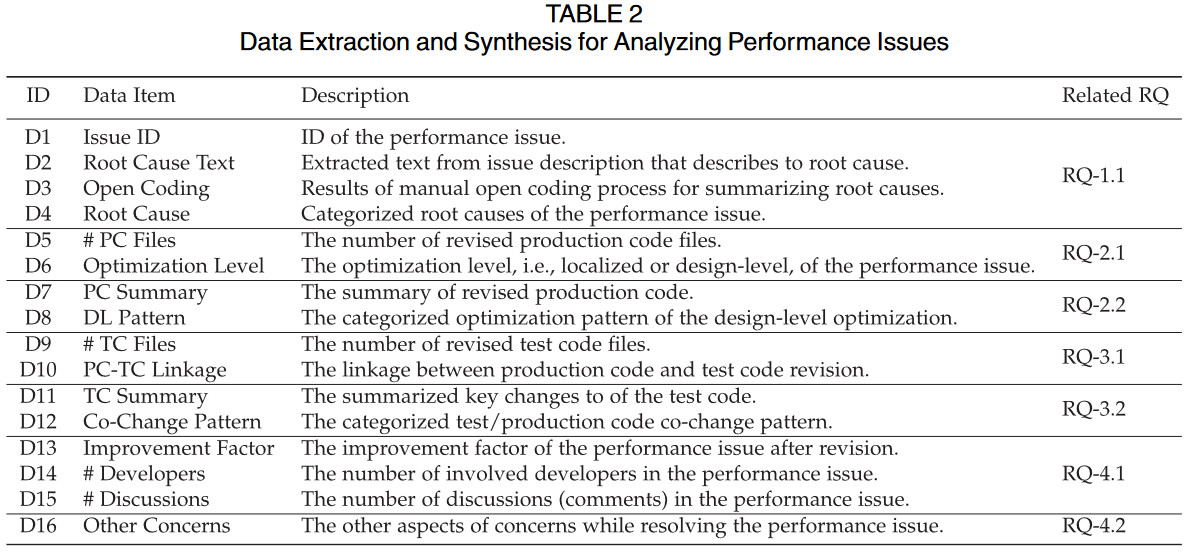 TABLE 2
Data Extraction and Synthesis for Analyzing Performance Issues
ID Data Item Description Related RQ
D1 Issue ID ID of the performance issue.
D2 Root Cause Text Extracted text from issue description that describes to root cause.
RQ-1.1
D3 Open Coding Results of manual open coding process for summarizing root causes.
D4 Root Cause Categorized root causes of the performance issue.
D5 # PC Files The number of revised production code files.
RQ-2.1
D6 Optimization Level The optimization level, i.e., localized or design-level, of the performance issue.
D7 PC Summary The summary of revised production code.
RQ-2.2
D8 DL Pattern The categorized optimization pattern of the design-level optimization.
D9 # TC Files The number of revised test code files.
RQ-3.1
D10 PC-TC Linkage The linkage between production code and test code revision.
D11 TC Summary The summarized key changes to of the test code.
RQ-3.2
D12 Co-Change Pattern The categorized test/production code co-change pattern.
D13 Improvement Factor The improvement factor of the performance issue after revision.
D14 # Developers The number of involved developers in the performance issue. RQ-4.1
D15 # Discussions The number of discussions (comments) in the performance issue.
D16 Other Concerns The other aspects of concerns while resolving the performance issue. RQ-4.2